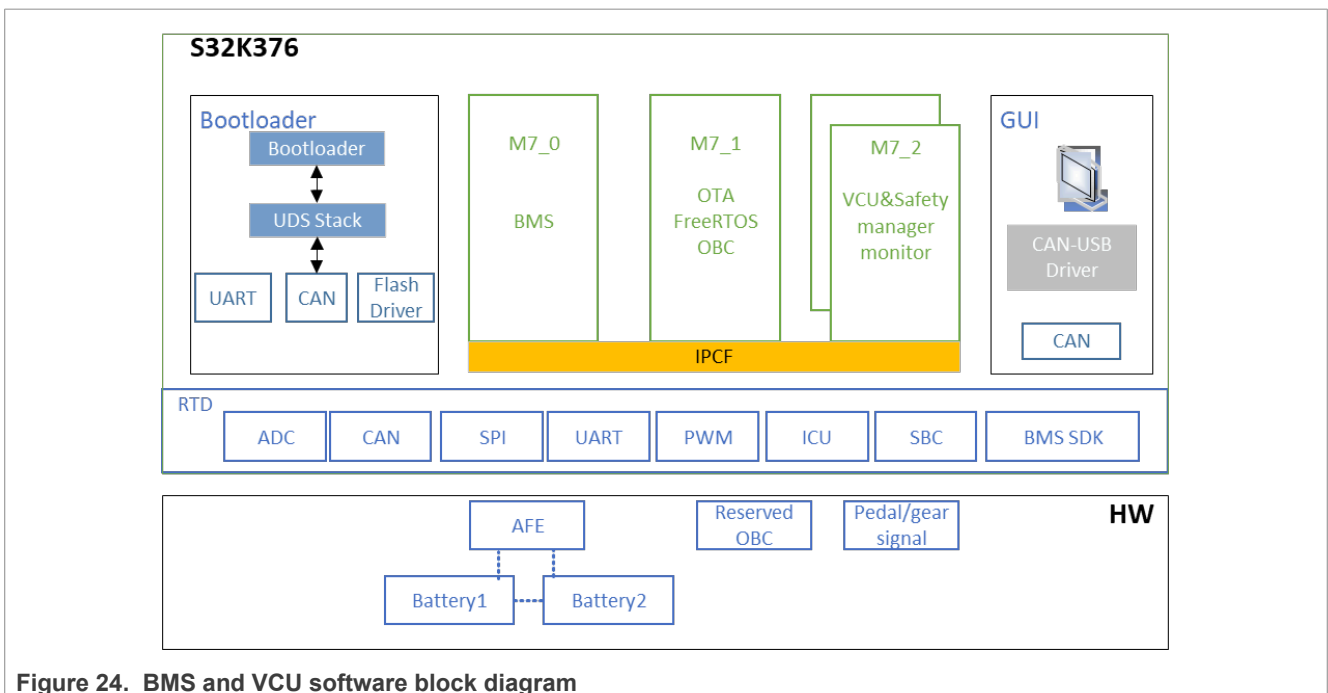 S32K376
Bootloader
Bootloader
UDS Stack
UART
CAN
Flash
Driver
M7_0
BMS
M7_1
OTA
FreeRTOS
OBC
M7_2
VCU&Safety
manager
monitor
IPCF
GUI
CAN-USB
Driver
CAN
RTD
ADC
CAN
SPI
UART
PWM
ICU
SBC
BMS SDK
HW
AFE
Reserved
OBC
Pedal/gear
signal
Battery1
Battery2
Figure 24. BMS and VCU software block diagram